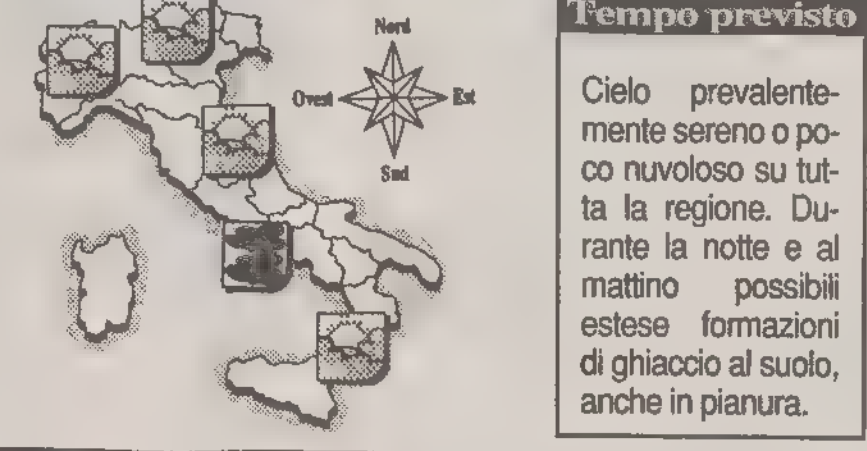 Nord
Ovest
Est
Sud
Tempo previsto
Cielo prevalente-
mente sereno o po-
co nuvoloso su tut-
ta la regione. Du-
rante la notte e al
mattino possibili
estese formazioni
di ghiaccio al suolo,
anche in pianura.